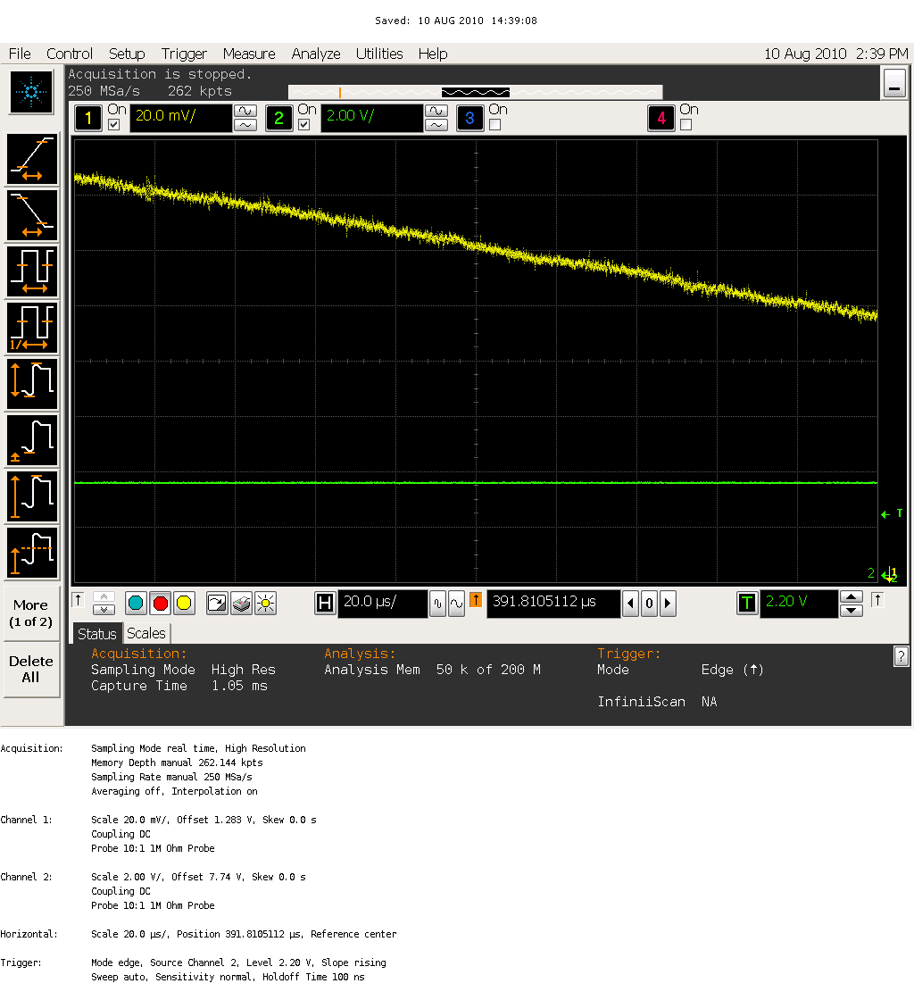 Saved:  10 AUG 2010  14:39:08
File  Control  Setup  Trigger  Measure  Analyze  Utilities  Help  10 Aug 2010  2:39 PM
Acquisition is stopped.
250 MSa/s  262 kpts
1  On  20.0 mV/  2  On  2.00 V/  3  On  4  On
1/
T
2  1
2
More
(1 of 2)
Delete
All
H  20.0 µs/  391.8105112 µs  0  T  2.20 V
Status  Scales
Acquisition:  Analysis:  Trigger:
Sampling Mode  High Res  Analysis Mem  50 k of 200 M  Mode  Edge (↑)
Capture Time  1.05 ms
InfiniiScan  NA
?
Acquisition:  Sampling Mode real time, High Resolution
Memory Depth manual 262.144 kpts
Sampling Rate manual 250 MSa/s
Averaging off, Interpolation on
Channel 1:  Scale 20.0 mV/, Offset 1.283 V, Skew 0.0 s
Coupling DC
Probe 10:1 1M Ohm Probe
Channel 2:  Scale 2.00 V/, Offset 7.74 V, Skew 0.0 s
Coupling DC
Probe 10:1 1M Ohm Probe
Horizontal:  Scale 20.0 µs/, Position 391.8105112 µs, Reference center
Trigger:  Mode edge, Source Channel 2, Level 2.20 V, Slope rising
Sweep auto, Sensitivity normal, Holdoff Time 100 ns